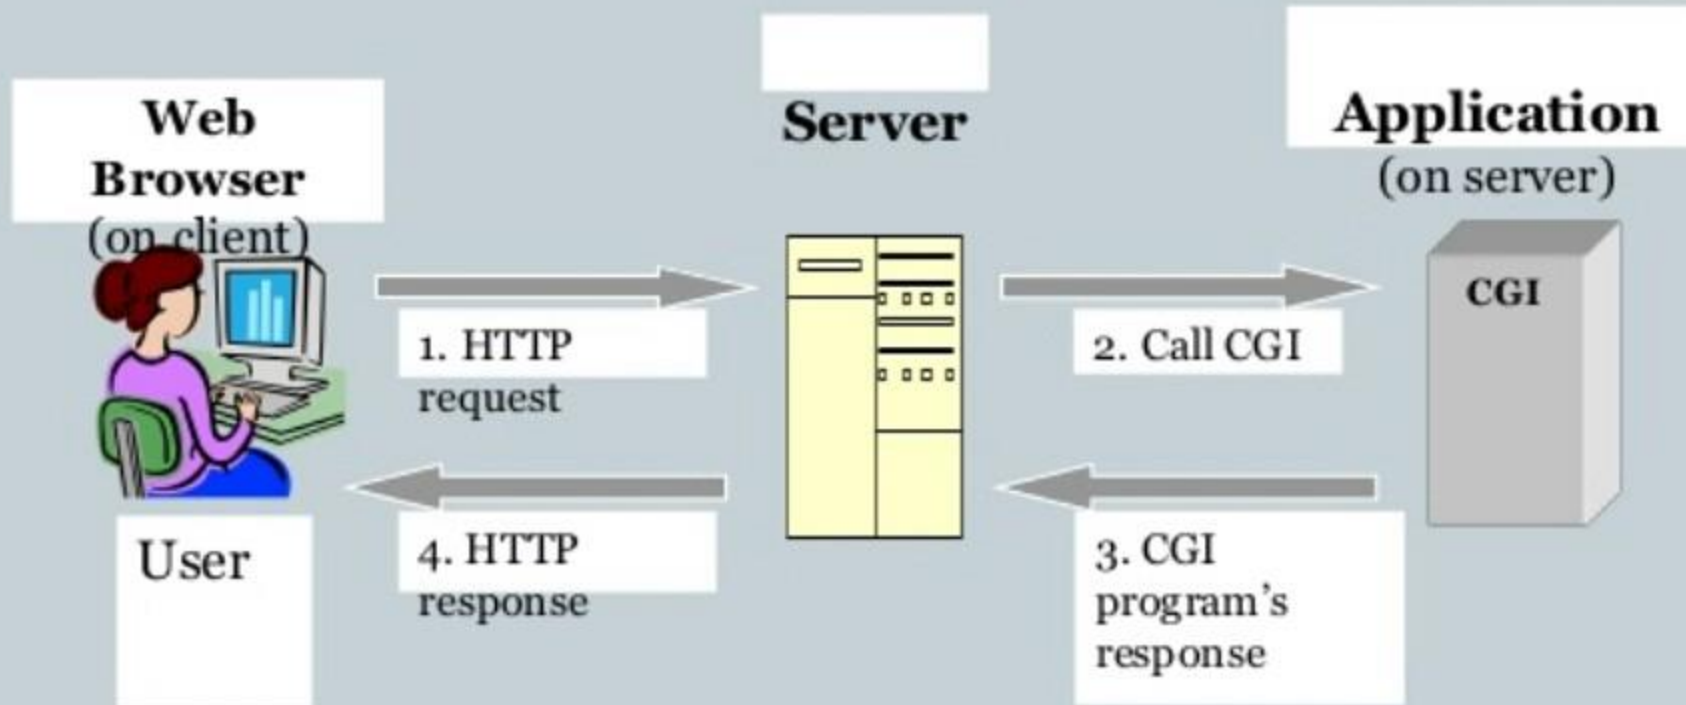 Web
Browser
(on client)
Server
Application
(on server)
CGI
1. HTTP
request
2. Call CGI
4. HTTP
response
3. CGI
program's
response
User